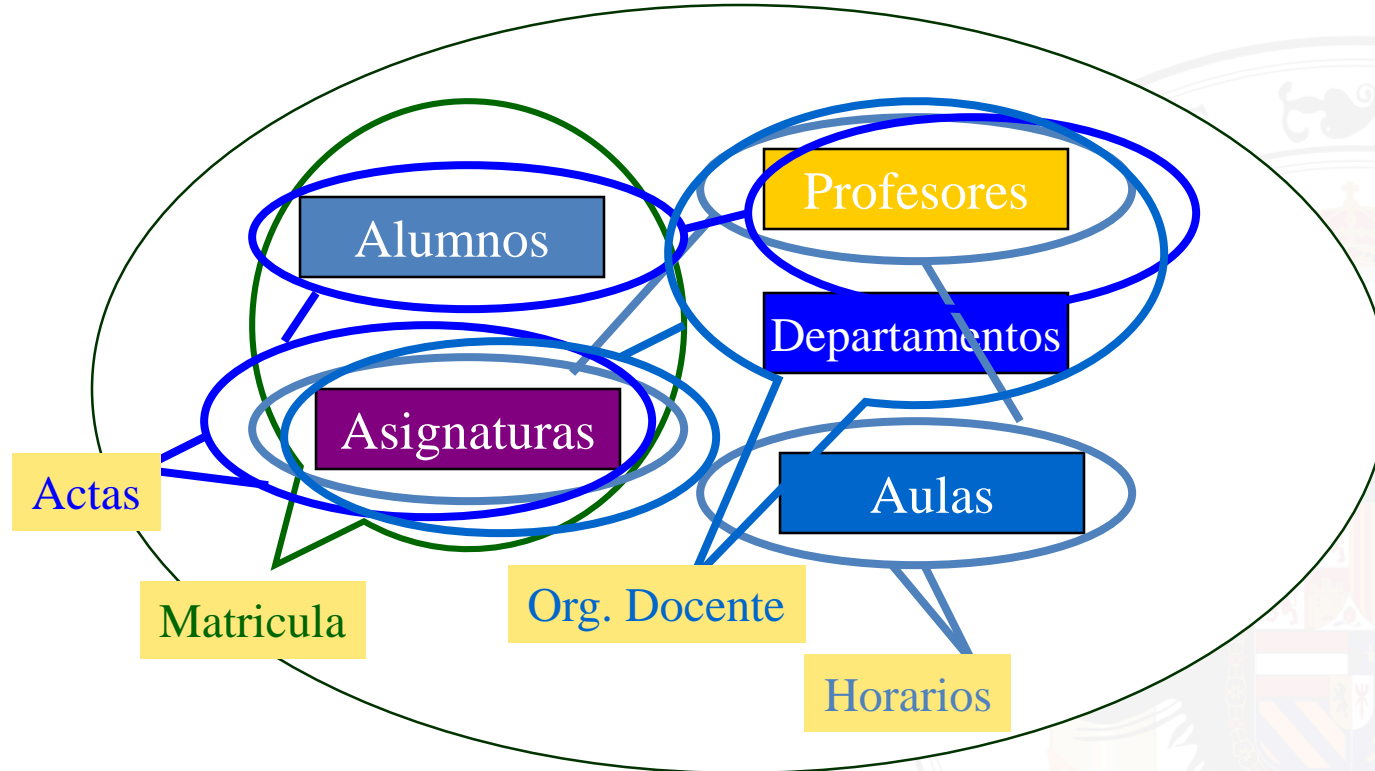 Profesores
Alumnos
Departamentos
Asignaturas
Aulas
Actas
Matricula
Org. Docente
Horarios